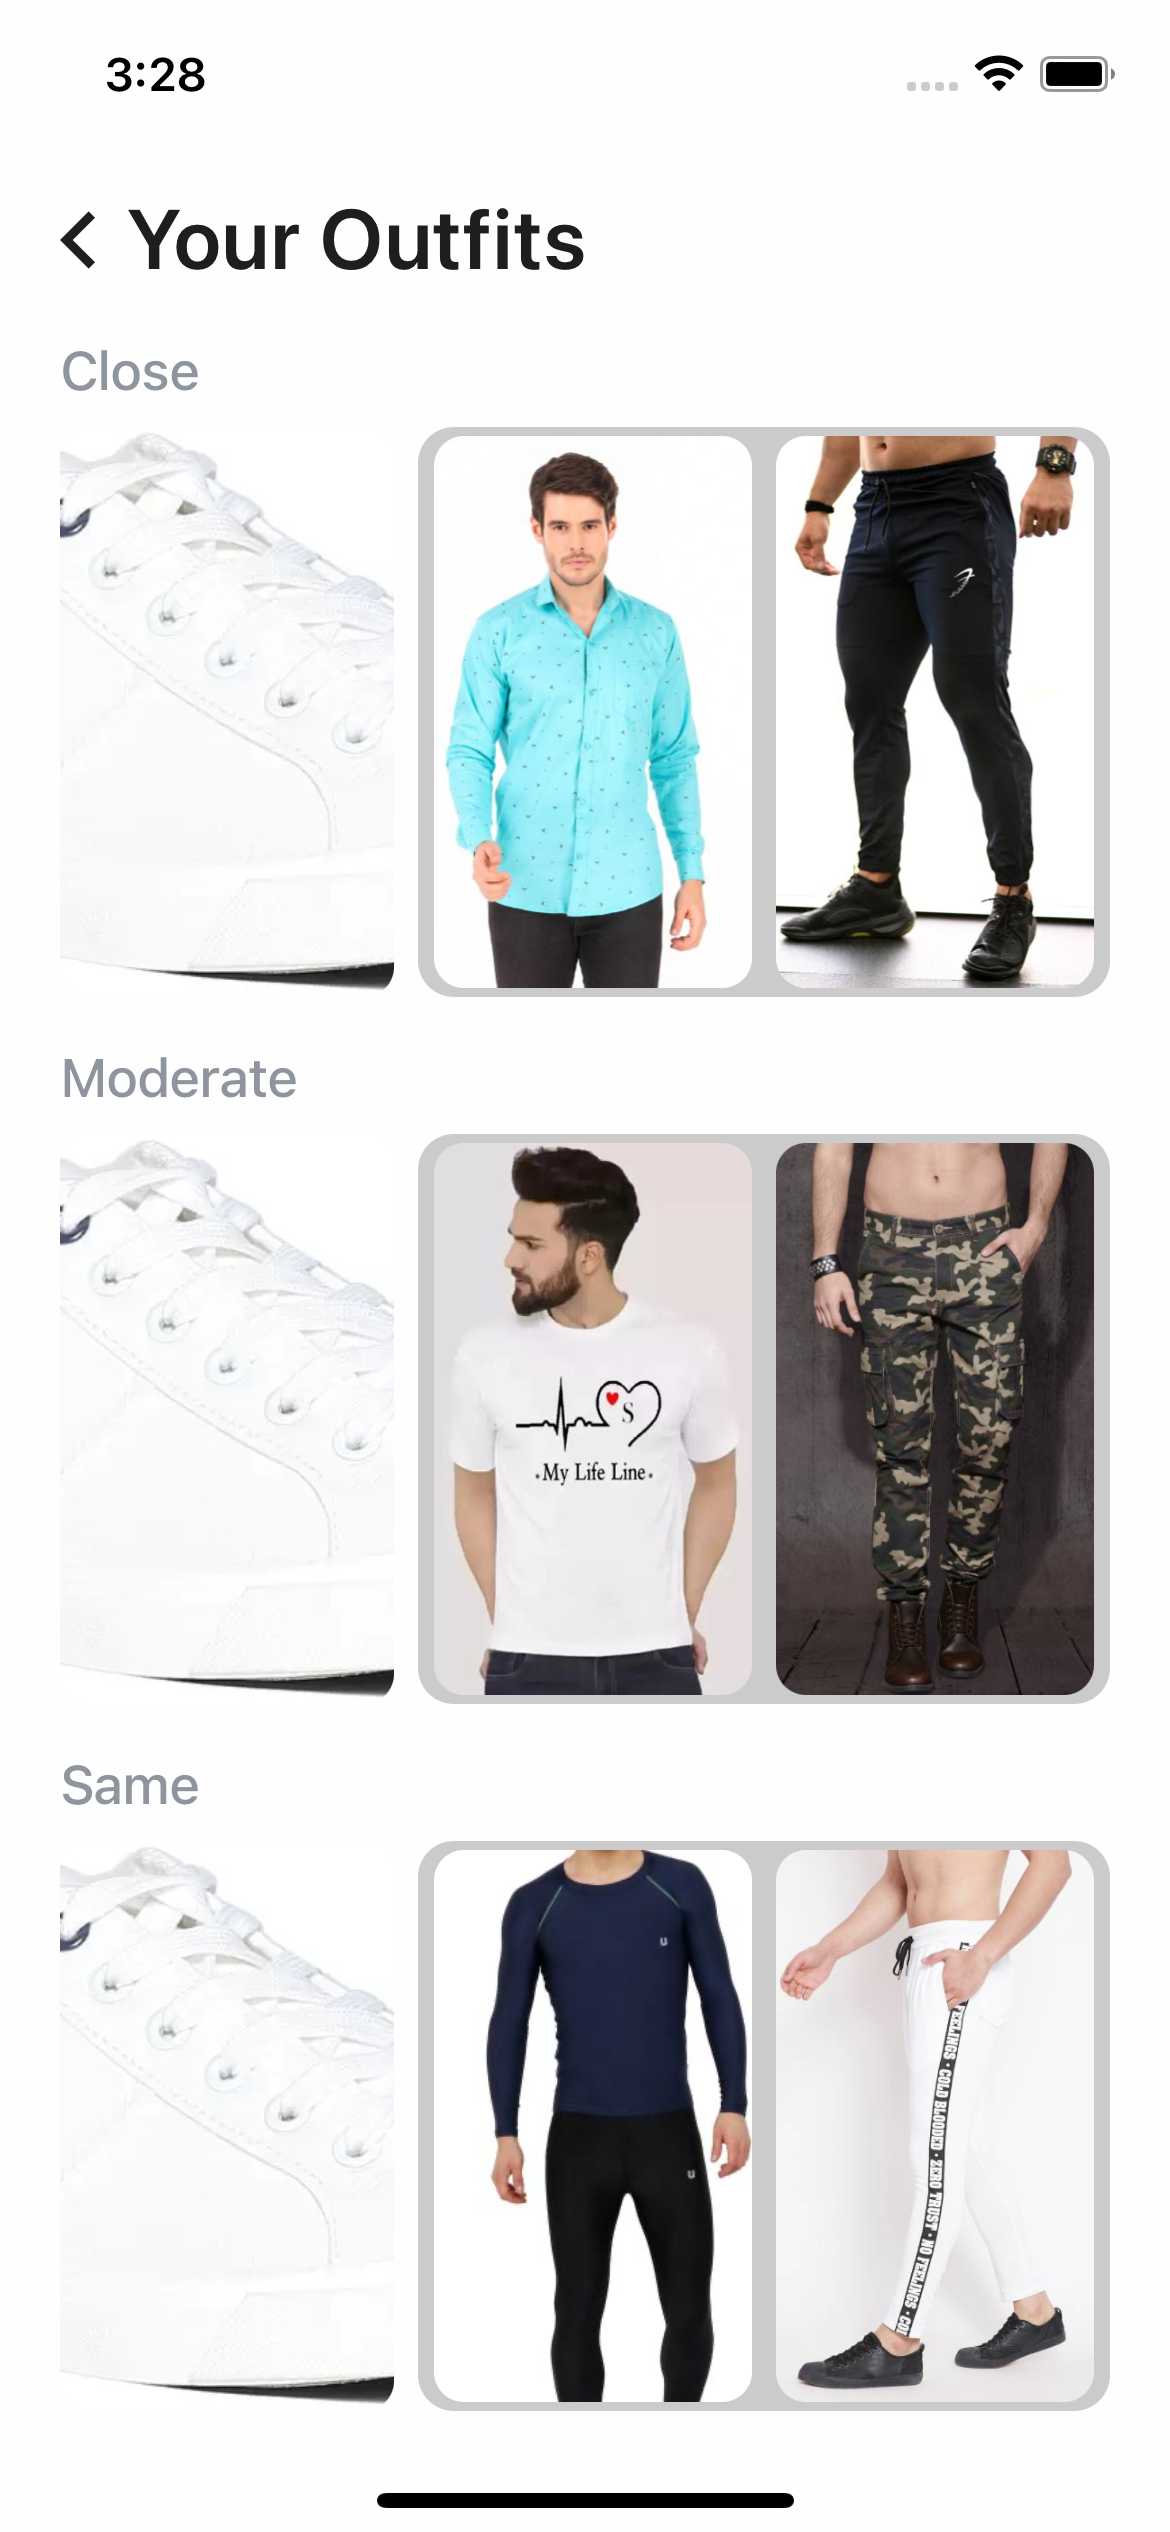 3:28
Your Outfits
Close
Moderate
S
My Life Line
Same
U
U
FEELINGS • COLD BLOODED • ZERO TRUST • NO FEELINGS • COL